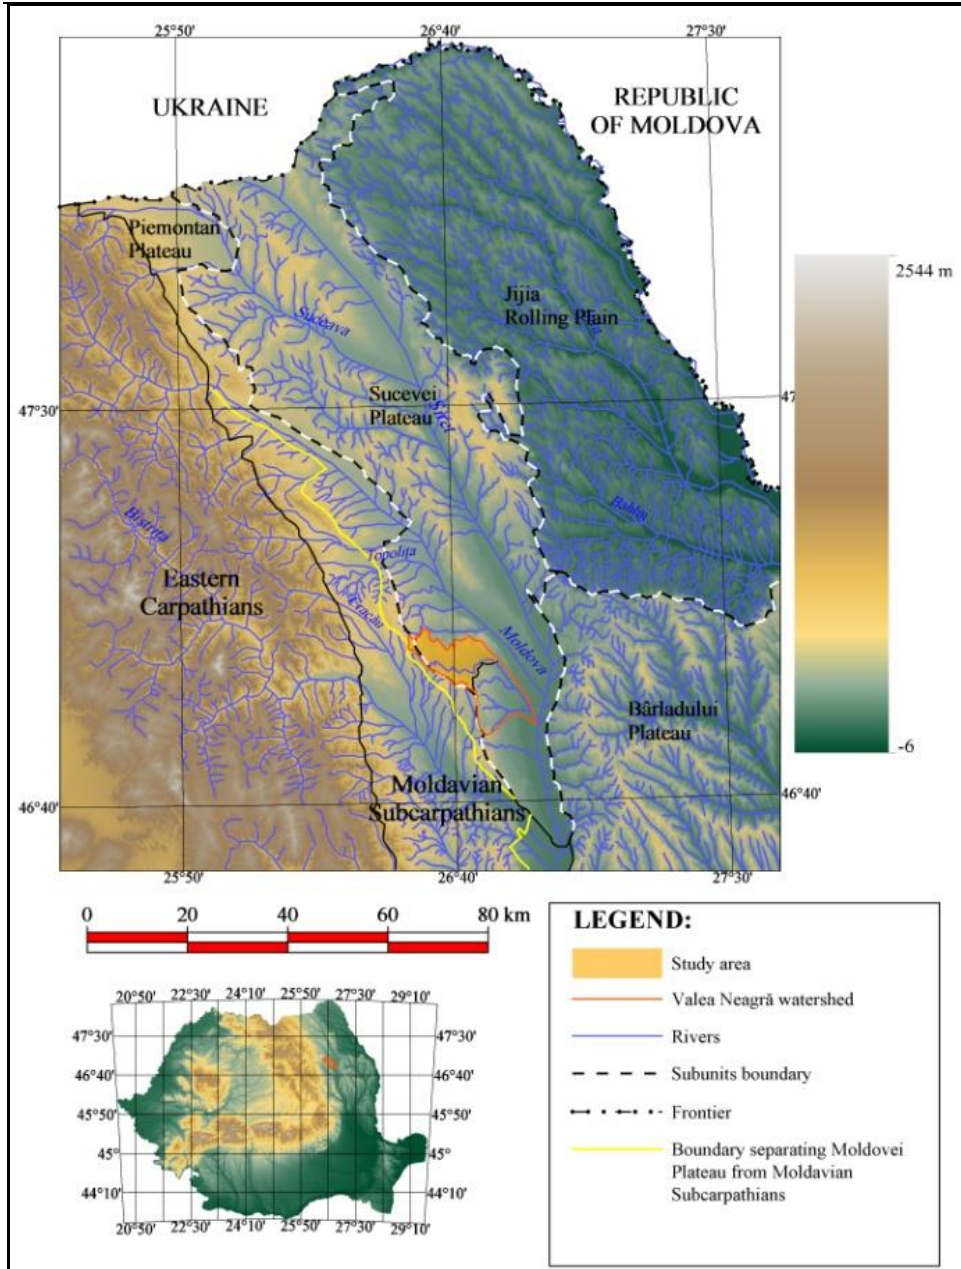 25°50'
26°40'
27°30'
UKRAINE
REPUBLIC
OF MOLDOVA
Piemontan
Plateau
2544 m
Jijia
Rolling Plain
Suceava
Sucevei
Plateau
Siret
47°30'
47
Bahlui
Bistrița
Topolița
Eastern
Carpathians
Cracău
Moldova
Bârladului
Plateau
-6
Moldavian
Subcarpathians
46°40'
46°40'
25°50'
26°40'
27°30'
0 20 40 60 80 km
LEGEND:
Study area
Valea Neagră watershed
Rivers
Subunits boundary
Frontier
Boundary separating Moldovei
Plateau from Moldavian
Subcarpathians
20°50' 22°30' 24°10' 25°50' 27°30' 29°10'
47°30'
47°30'
46°40'
46°40'
45°50'
45°50'
45°
45°
44°10'
44°10'
20°50' 22°30' 24°10' 25°50' 27°30' 29°10'